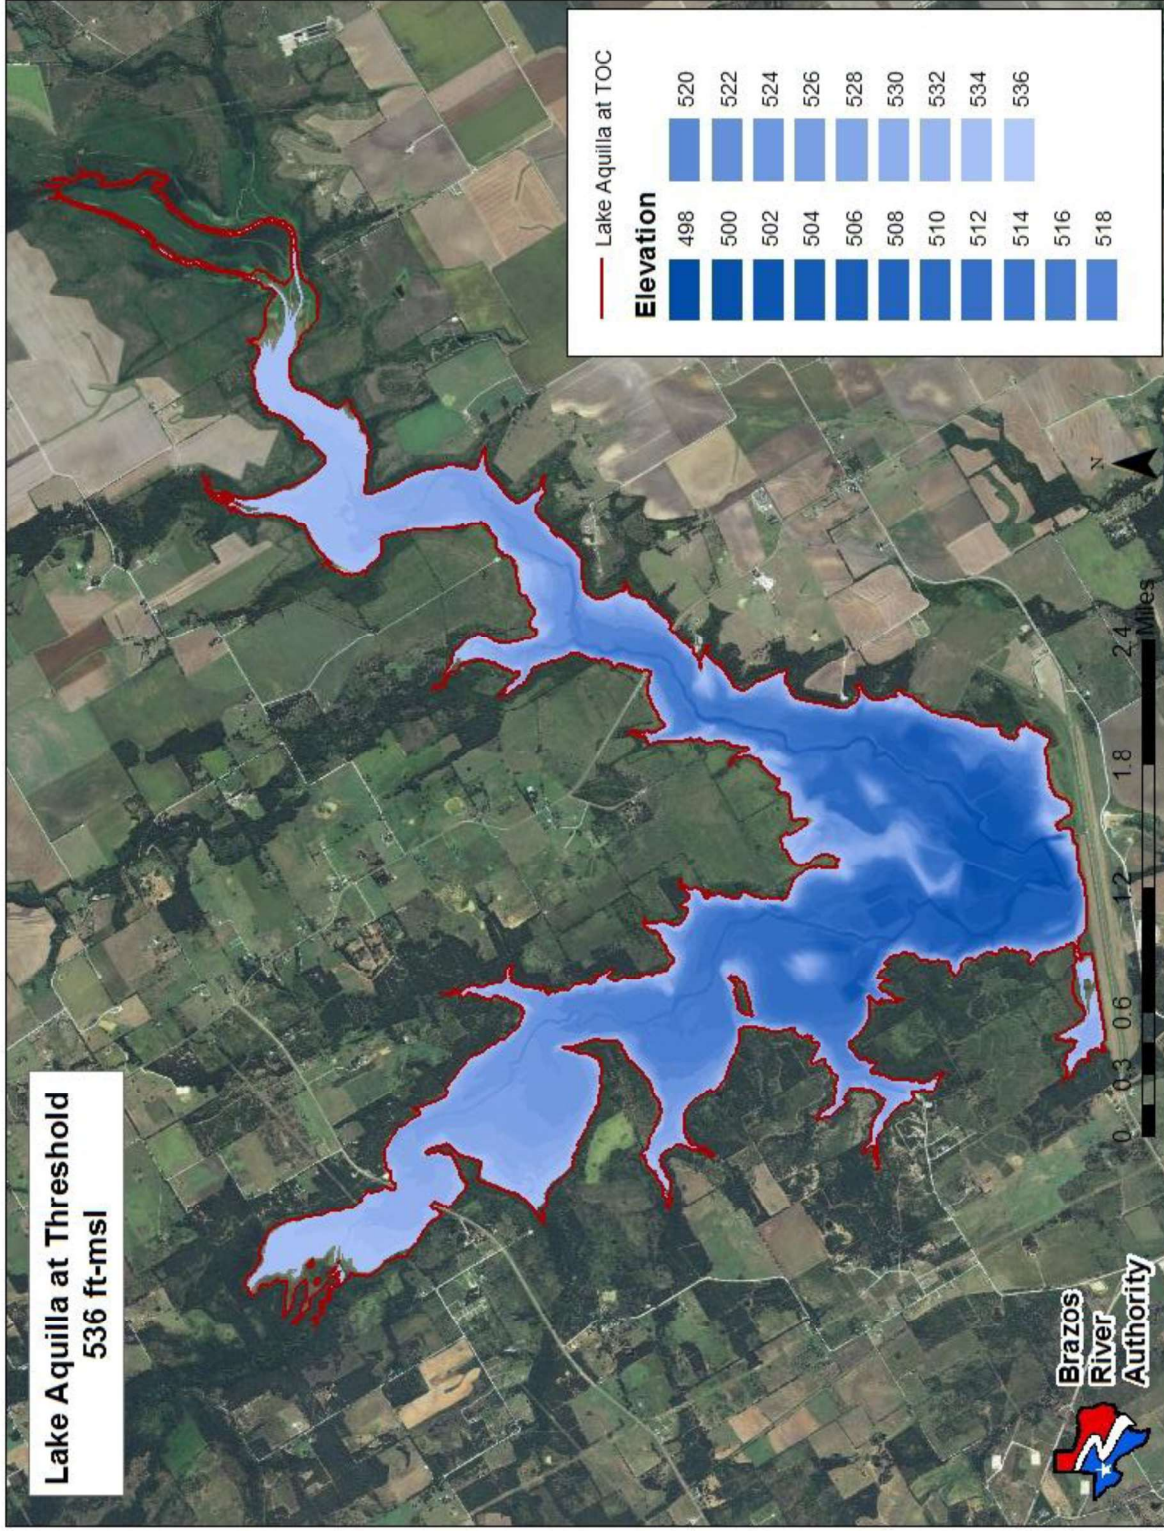 Lake Aquilla at Threshold
536 ft-msl
Lake Aquilla at TOC
Elevation
498
500
502
504
506
508
510
512
514
516
518
520
522
524
526
528
530
532
534
536
N
0 0.3 0.6 1.2 1.8 2.4
Miles
Brazos
River
Authority